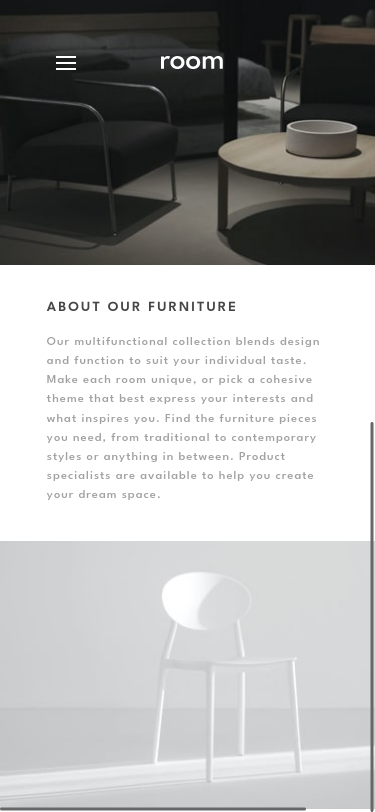 room
ABOUT OUR FURNITURE
Our multifunctional collection blends design
and function to suit your individual taste.
Make each room unique, or pick a cohesive
theme that best express your interests and
what inspires you. Find the furniture pieces
you need, from traditional to contemporary
styles or anything in between. Product
specialists are available to help you create
your dream space.